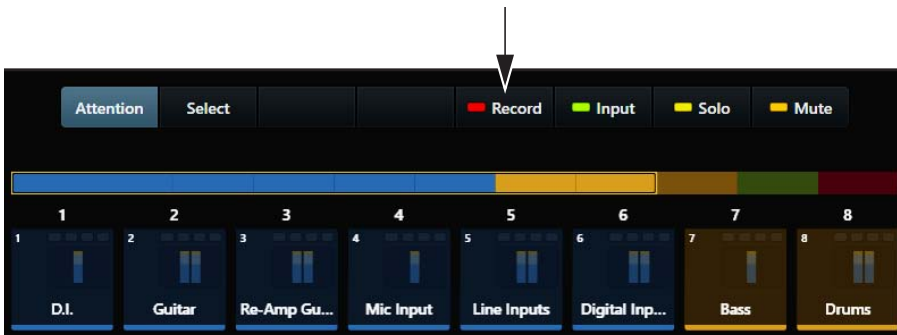 Attention Select Record Input Solo Mute
1 2 3 4 5 6 7 8
1 2 3 4 5 6 7 8
D.I. Guitar Re-Amp Gu... Mic Input Line Inputs Digital Inp... Bass Drums